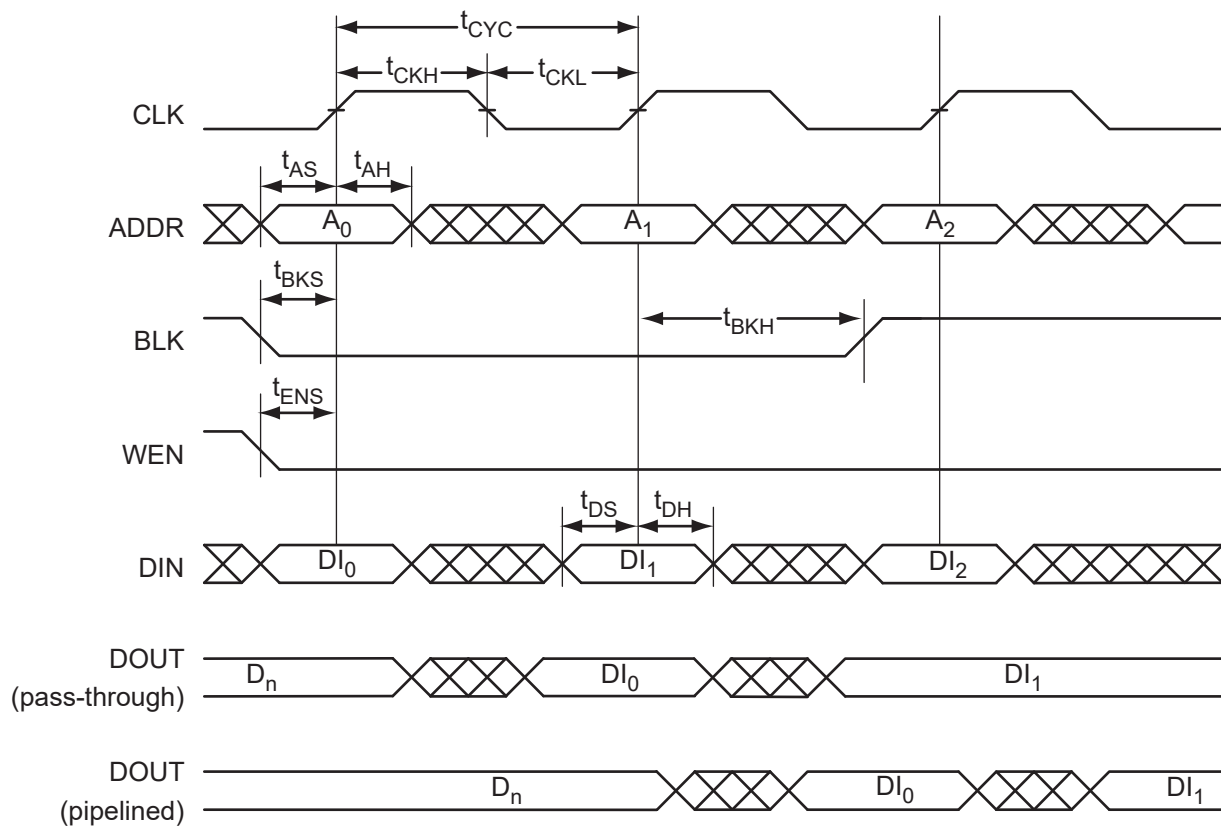 tCYC
tCKH tCKL
CLK
tAS tAH
ADDR A0 A1 A2
tBKS
tBKH
BLK
tENS
WEN
tDS tDH
DIN DI0 DI1 DI2
DOUT
(pass-through) Dn DI0 DI1
DOUT
(pipelined) Dn DI0 DI1